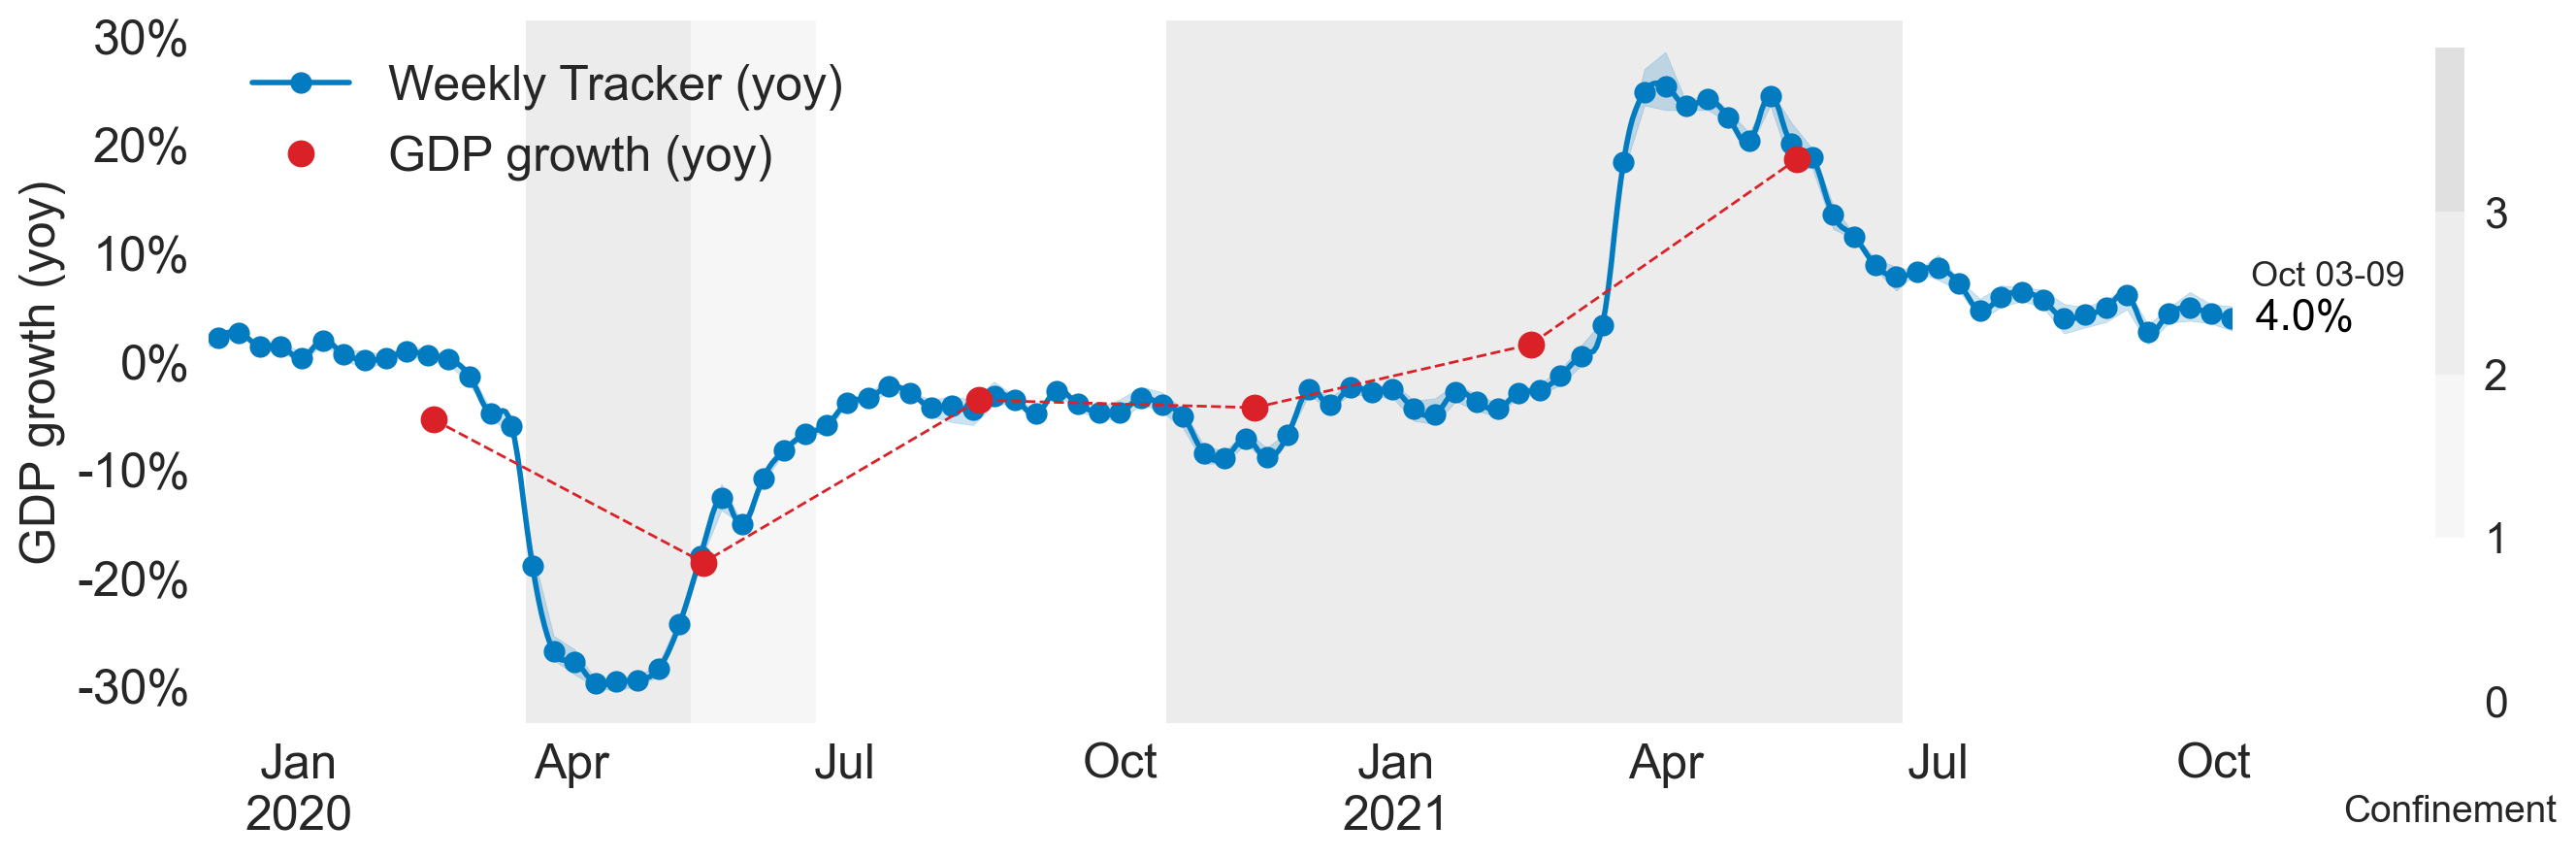 30%
20%
10%
0%
-10%
-20%
-30%
GDP growth (yoy)
Weekly Tracker (yoy)
GDP growth (yoy)
Oct 03-09
4.0%
3
2
1
0
Jan Apr Jul Oct Jan Apr Jul Oct
2020 2021
Confinement